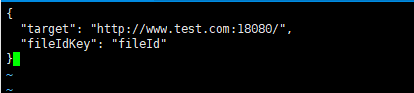 {
  "target": "http://www.test.com:18080/",
  "fileIdKey": "fileId"
}
~
~